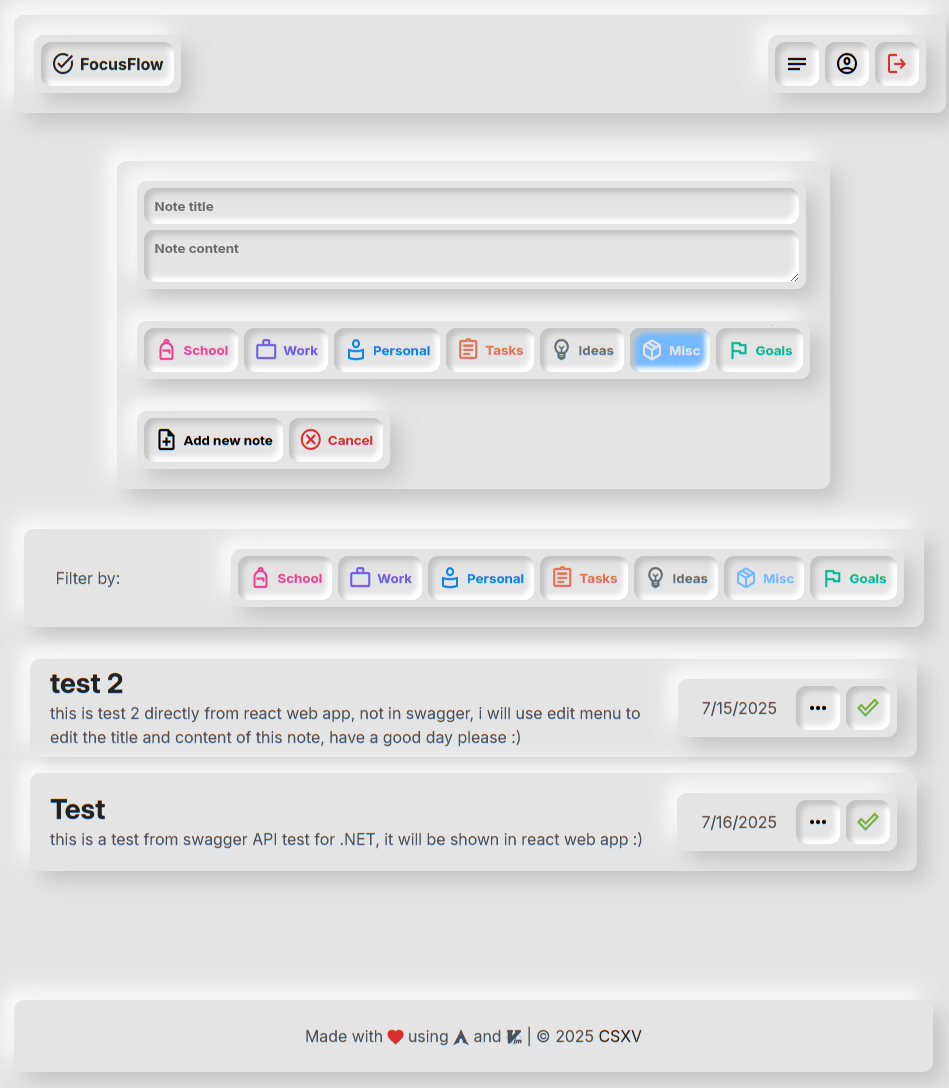 FocusFlow
Note title
Note content
School Work Personal Tasks Ideas Misc Goals
Add new note Cancel
Filter by: School Work Personal Tasks Ideas Misc Goals
test 2
this is test 2 directly from react web app, not in swagger, i will use edit menu to
edit the title and content of this note, have a good day please :)
7/15/2025
Test
this is a test from swagger API test for .NET, it will be shown in react web app :)
7/16/2025
Made with using and | © 2025 CSXV